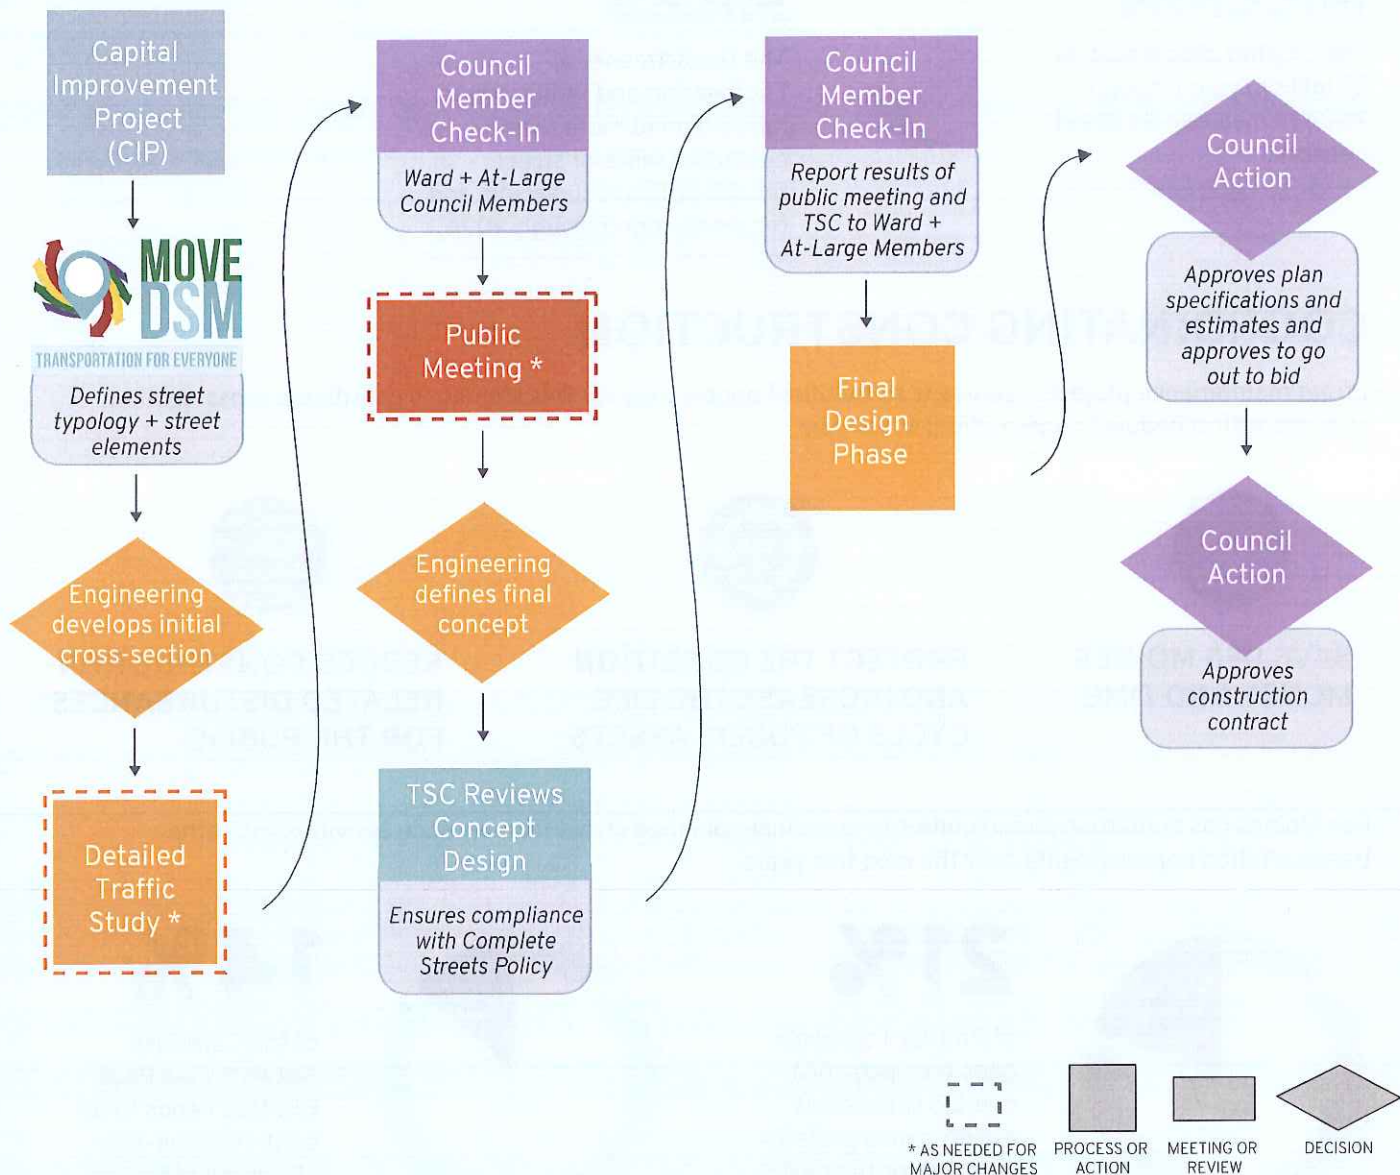 Capital
Improvement
Project
(CIP)
MOVE
DSM
TRANSPORTATION FOR EVERYONE
Defines street
typology + street
elements
Engineering
develops initial
cross-section
Detailed
Traffic
Study *
Council
Member
Check-In
Ward + At-Large
Council Members
Public
Meeting *
Engineering
defines final
concept
TSC Reviews
Concept
Design
Ensures compliance
with Complete
Streets Policy
Council
Member
Check-In
Report results of
public meeting and
TSC to Ward +
At-Large Members
Final
Design
Phase
Council
Action
Approves plan
specifications and
estimates and
approves to go
out to bid
Council
Action
Approves
construction
contract
* AS NEEDED FOR
MAJOR CHANGES
PROCESS OR
ACTION
MEETING OR
REVIEW
DECISION